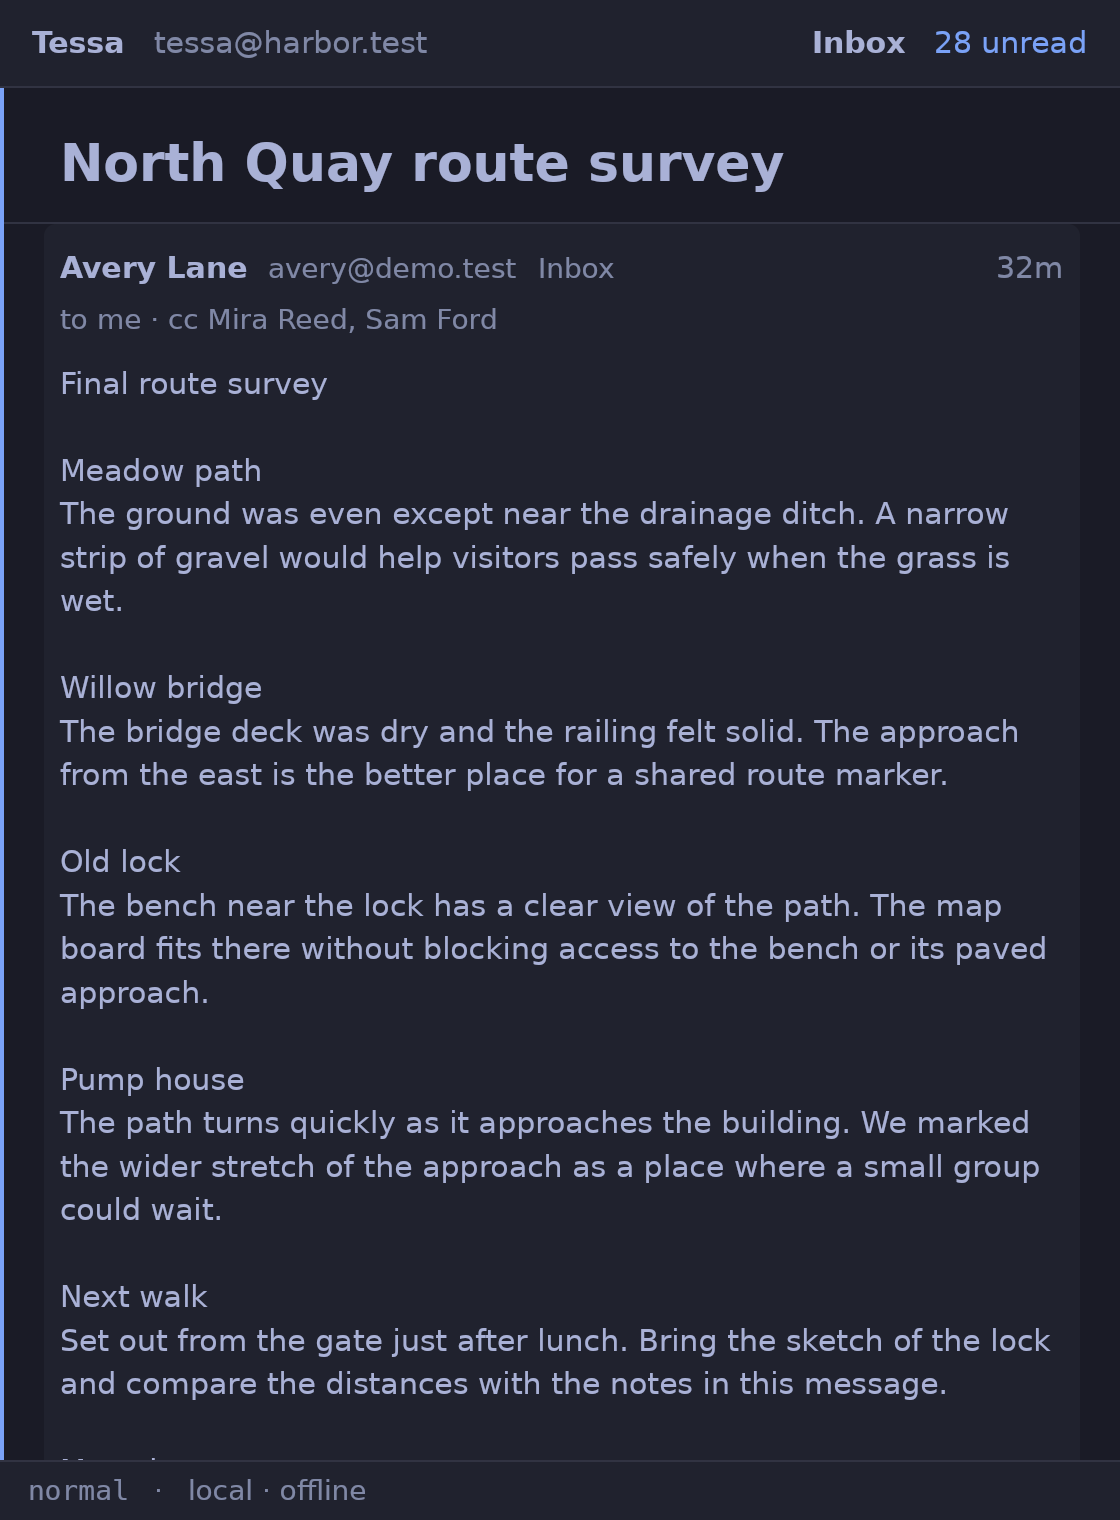 Tessa tessa@harbor.test Inbox 28 unread
North Quay route survey
Avery Lane avery@demo.test Inbox 32m
to me · cc Mira Reed, Sam Ford
Final route survey
Meadow path
The ground was even except near the drainage ditch. A narrow
strip of gravel would help visitors pass safely when the grass is
wet.
Willow bridge
The bridge deck was dry and the railing felt solid. The approach
from the east is the better place for a shared route marker.
Old lock
The bench near the lock has a clear view of the path. The map
board fits there without blocking access to the bench or its paved
approach.
Pump house
The path turns quickly as it approaches the building. We marked
the wider stretch of the approach as a place where a small group
could wait.
Next walk
Set out from the gate just after lunch. Bring the sketch of the lock
and compare the distances with the notes in this message.
normal · local · offline